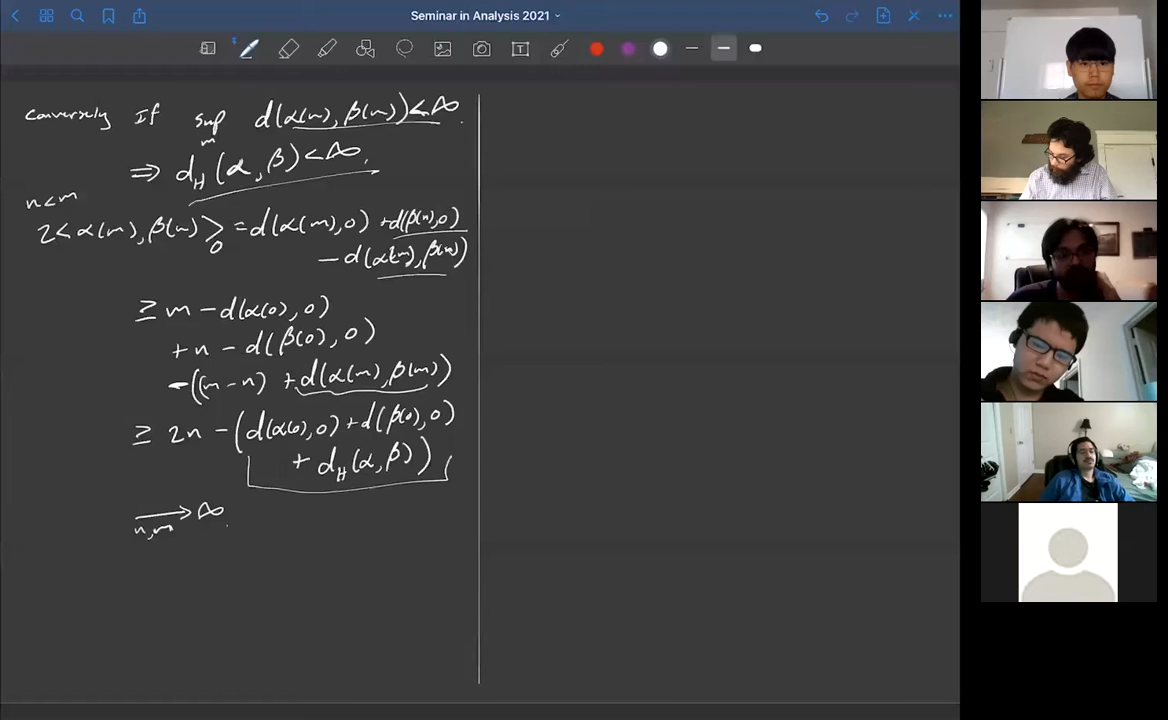 Seminar in Analysis 2021
Conversely If sup_m d(α(m), β(m)) < ∞.
⇒ d_H(α, β) < ∞.
n < m
2<α(m), β(n)>_0 = d(α(m), 0) + d(β(n), 0)
− d(α(m), β(n))
≥ m − d(α(0), 0)
+ n − d(β(0), 0)
− ((m − n) + d(α(m), β(m))
≥ 2n − (d(α(0), 0) + d(β(0), 0)
+ d_H(α, β))
⟶_{n,m} ∞.